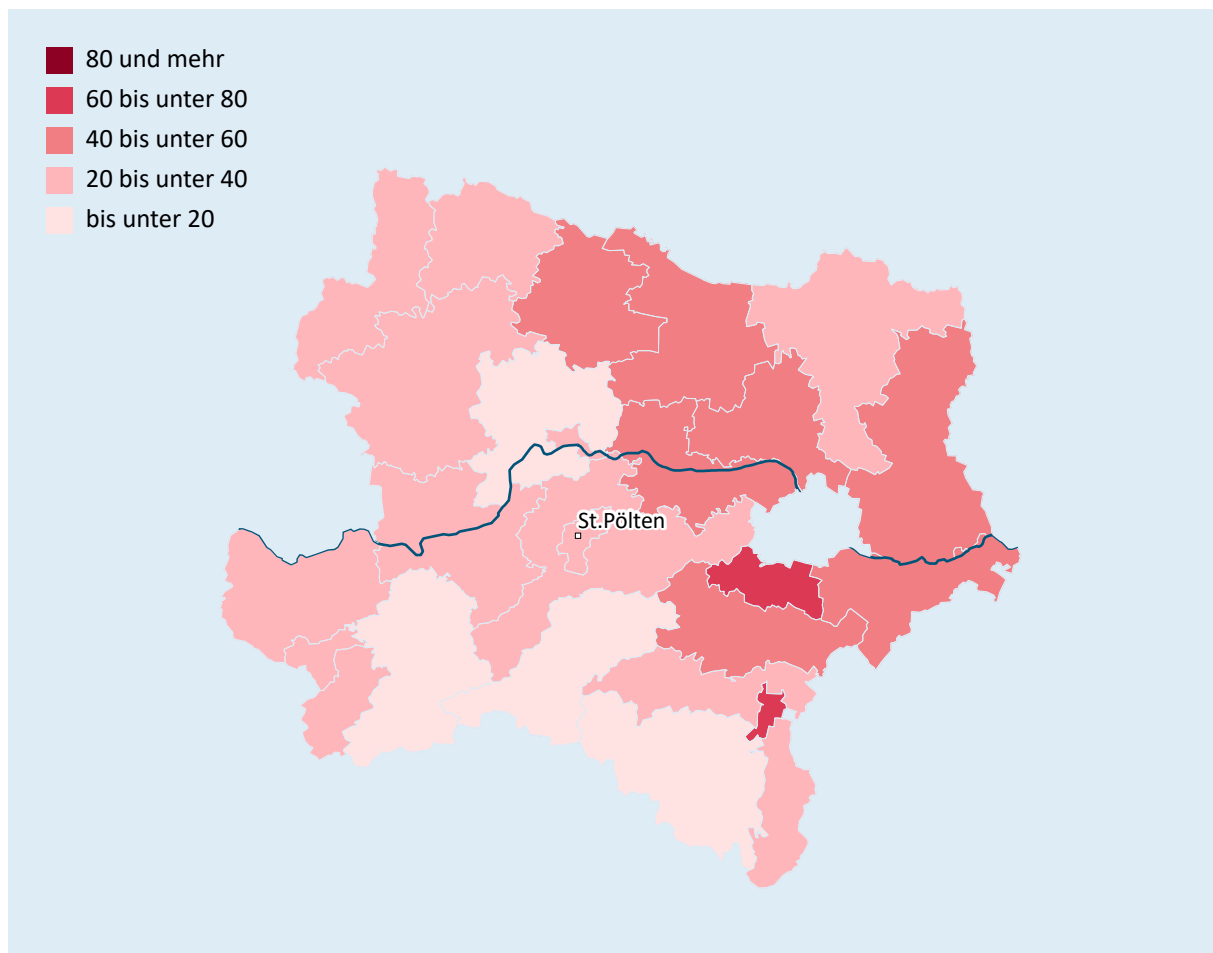 80 und mehr
60 bis unter 80
40 bis unter 60
20 bis unter 40
bis unter 20
St.Pölten